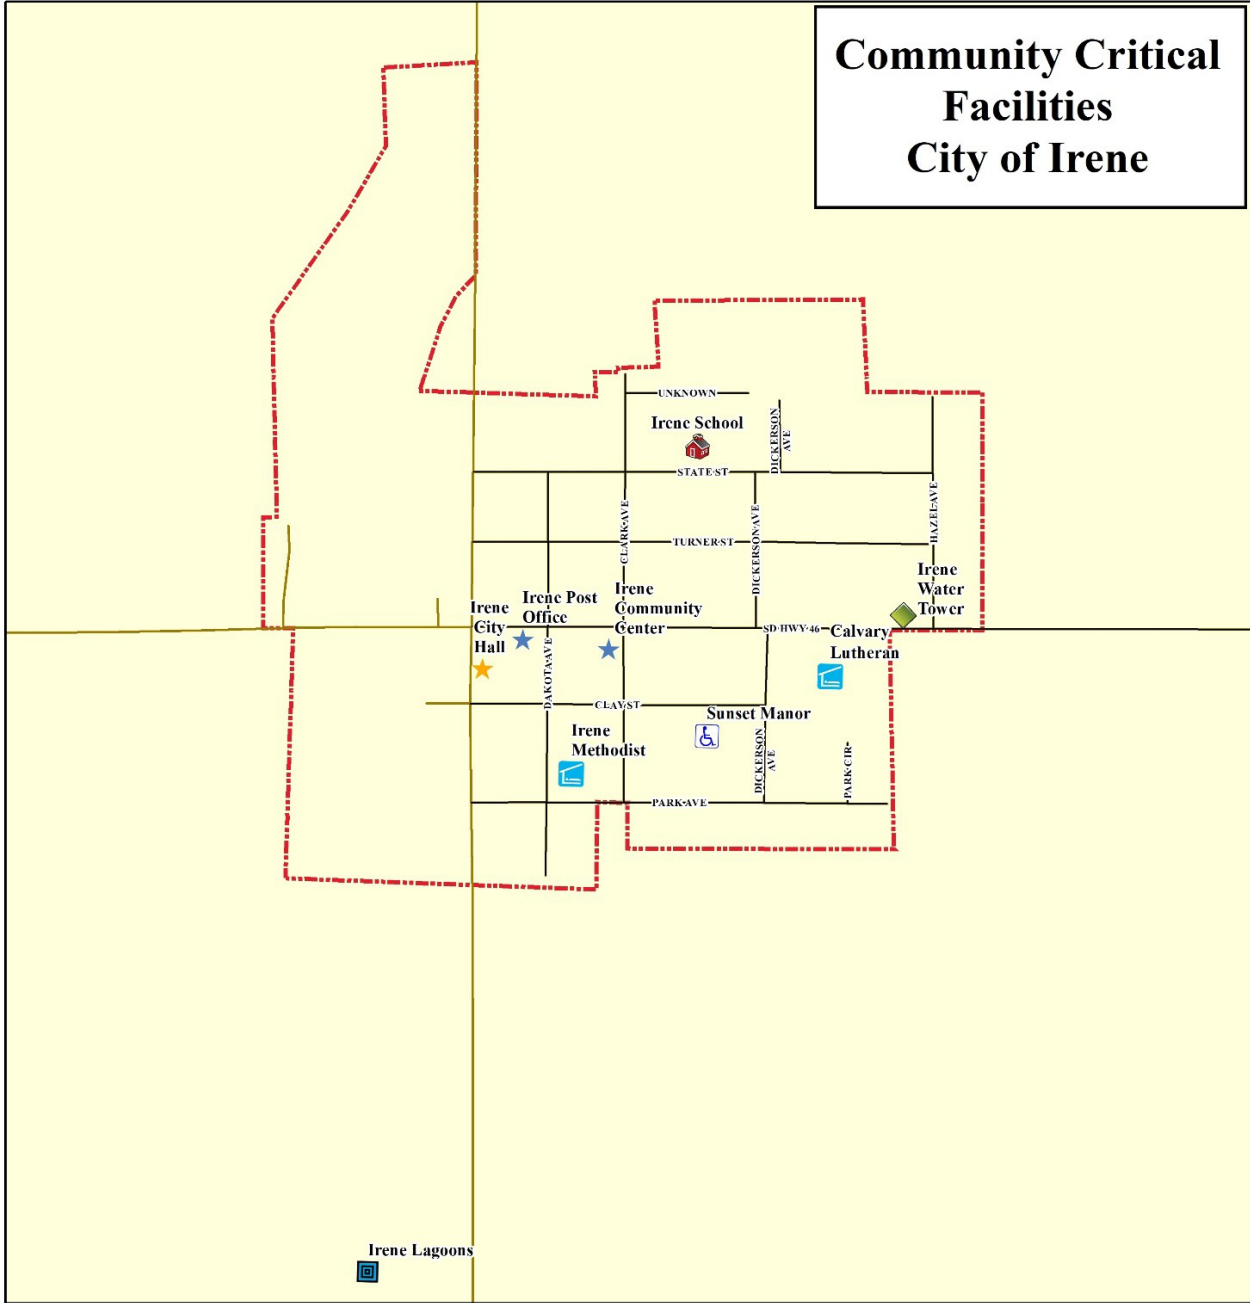 Community Critical
Facilities
City of Irene
UNKNOWN
Irene School
DICKERSON
AVE
STATE ST
CLARK AVE
HAZEL AVE
DICKERSON AVE
TURNER ST
Irene
Water
Tower
Irene
Community
Center
Irene Post
Office
Irene
City
Hall
SD HWY 46
Calvary
Lutheran
DAKOTA AVE
CLAY ST
Sunset Manor
Irene
Methodist
DICKERSON
AVE
PARK CIR
PARK AVE
Irene Lagoons